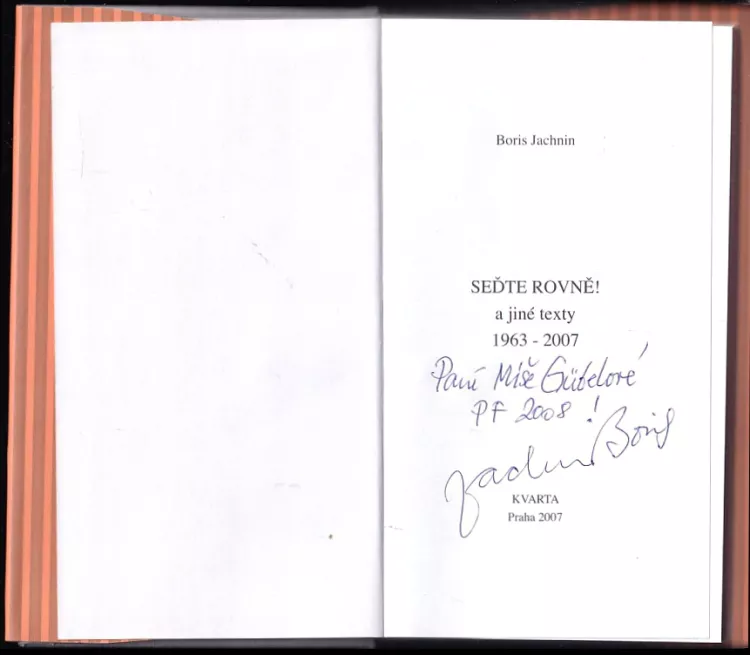 Boris Jachnin
SEĎTE ROVNĚ!
a jiné texty
1963 - 2007
Paní Míše Gübelové
PF 2008 !
Jachnin Boris
KVARTA
Praha 2007